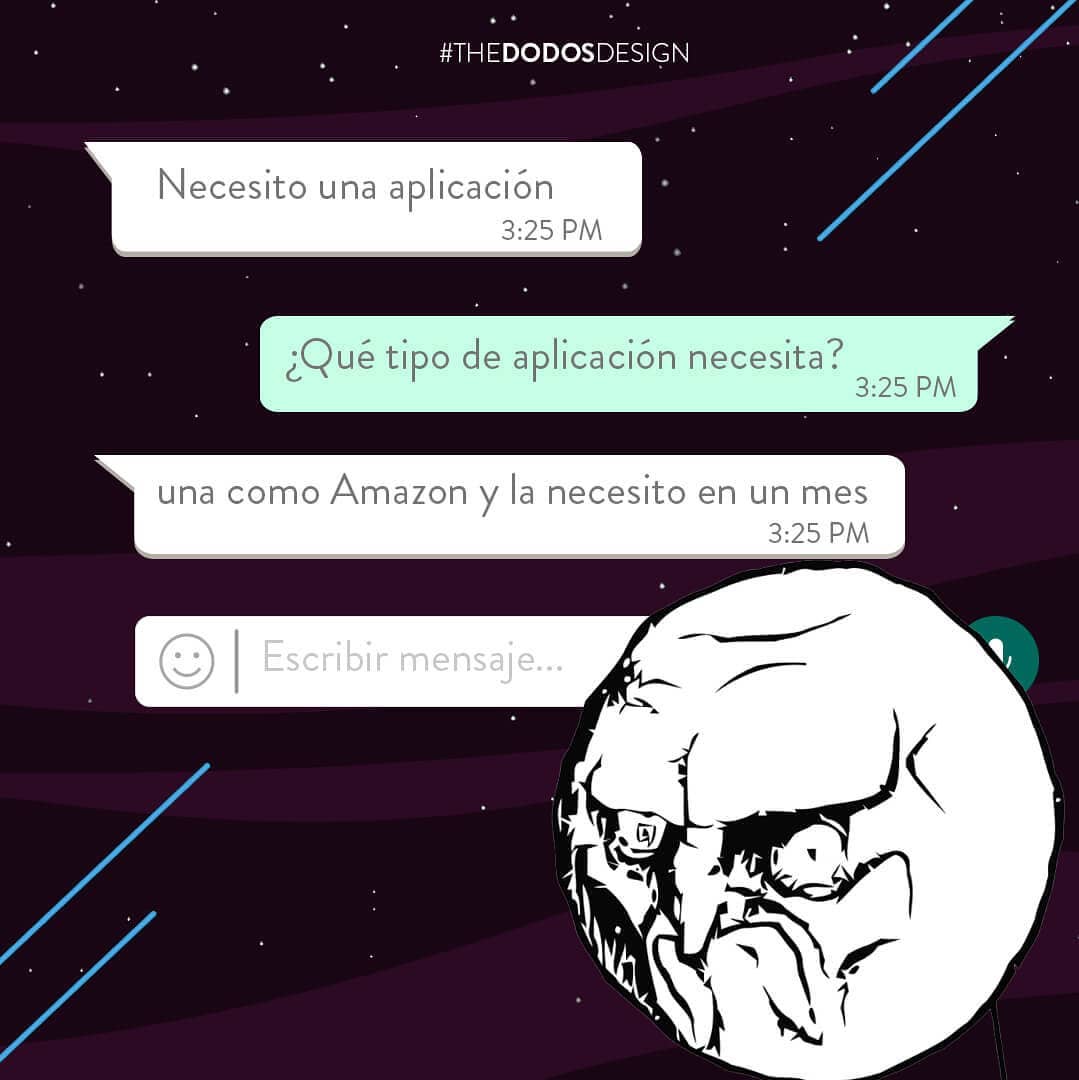 #THEDODOSDESIGN
Necesito una aplicación
3:25 PM
¿Qué tipo de aplicación necesita?
3:25 PM
una como Amazon y la necesito en un mes
3:25 PM
Escribir mensaje...